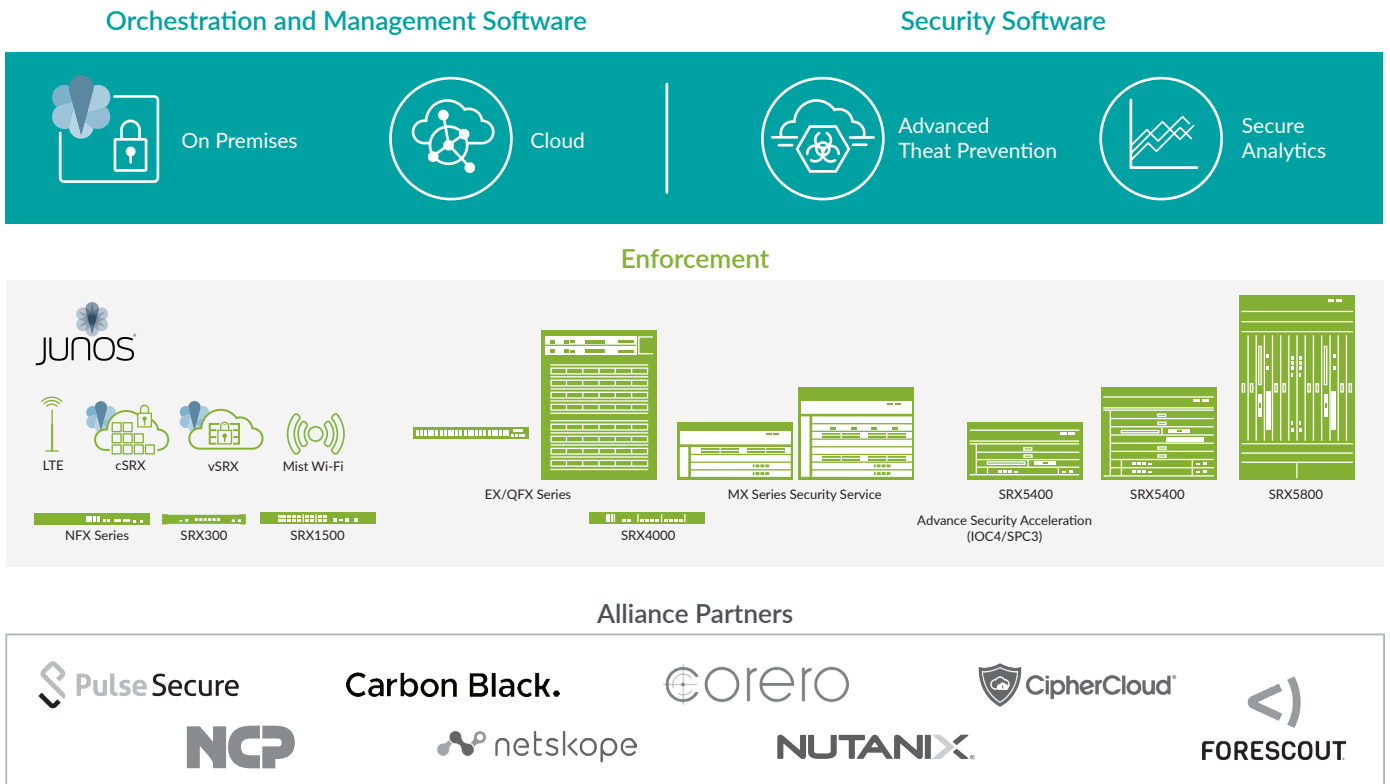 Orchestration and Management Software
Security Software
On Premises
Cloud
Advanced
Theat Prevention
Secure
Analytics
Enforcement
JUNOS
LTE
cSRX
vSRX
Mist Wi-Fi
EX/QFX Series
MX Series Security Service
SRX5400
SRX5400
SRX5800
NFX Series
SRX300
SRX1500
SRX4000
Advance Security Acceleration
(IOC4/SPC3)
Alliance Partners
Pulse Secure
Carbon Black.
corero
CipherCloud®
NCP
netskope
NUTANIX®
FORESCOUT